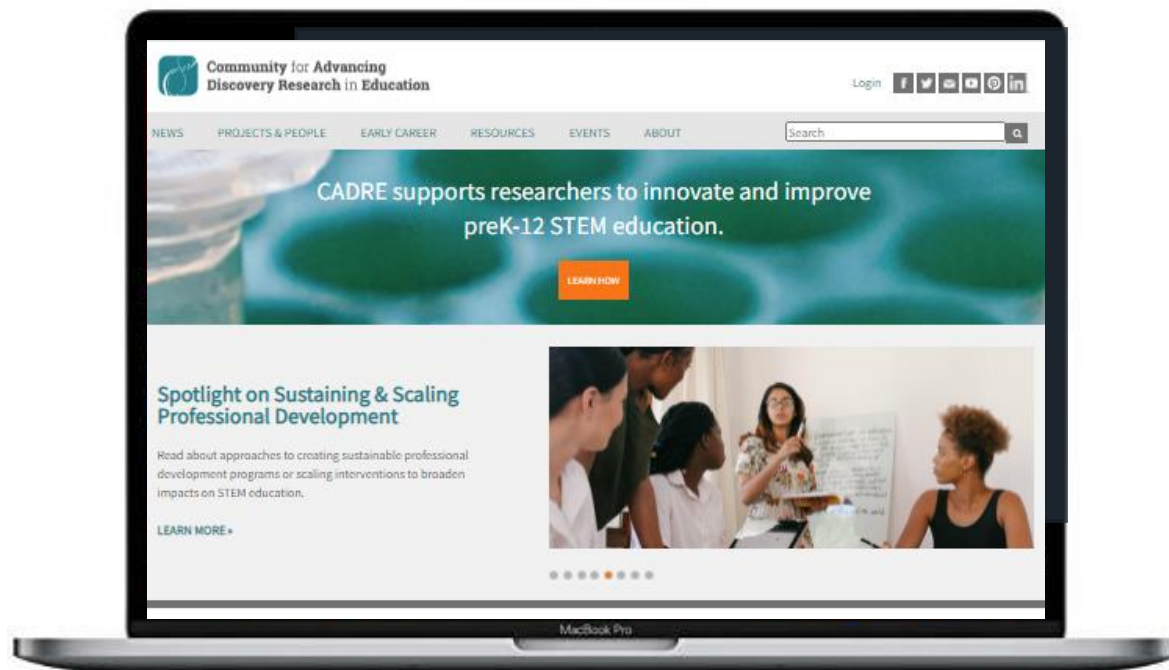 Community for Advancing
Discovery Research in Education
Login
NEWS PROJECTS & PEOPLE EARLY CAREER RESOURCES EVENTS ABOUT
Search
CADRE supports researchers to innovate and improve
preK-12 STEM education.
LEARN HOW
Spotlight on Sustaining & Scaling
Professional Development
Read about approaches to creating sustainable professional
development programs or scaling interventions to broaden
impacts on STEM education.
LEARN MORE »
MacBook Pro